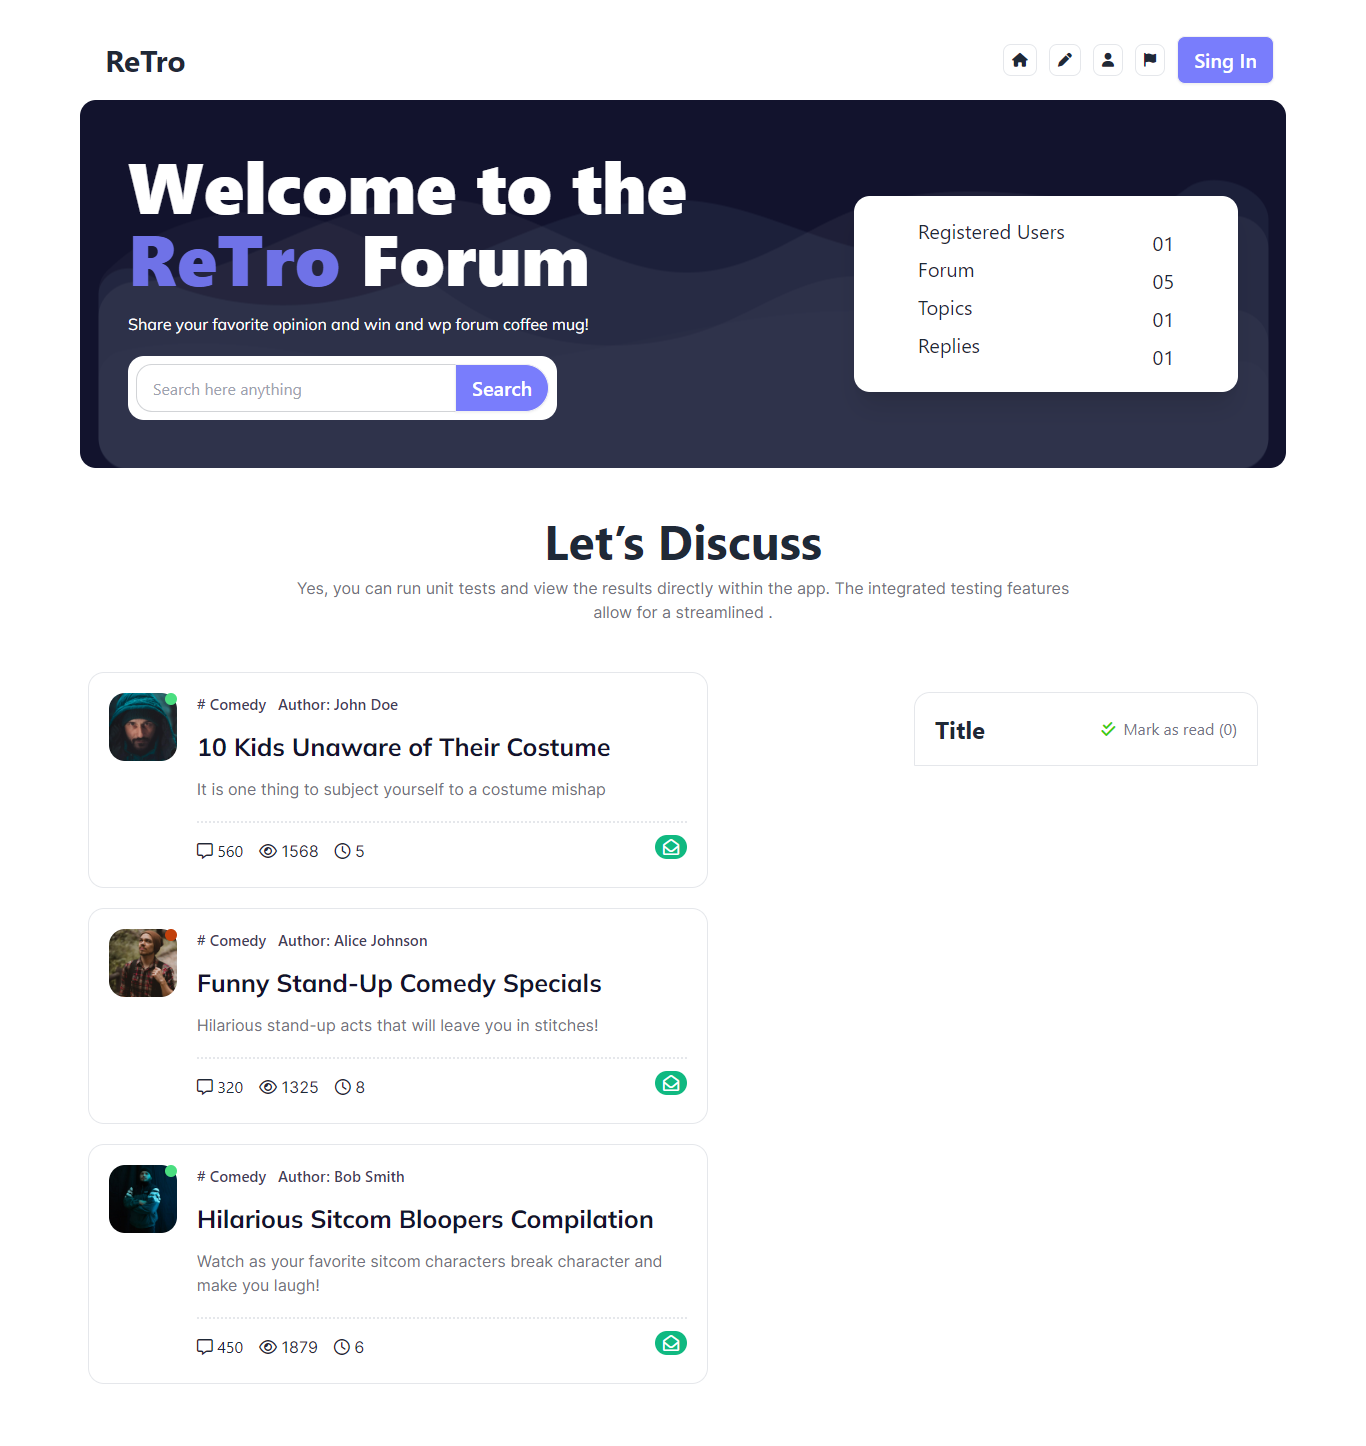 ReTro
Sing In
Welcome to the
ReTro Forum
Share your favorite opinion and win and wp forum coffee mug!
Search here anything
Search
Registered Users
01
Forum
05
Topics
01
Replies
01
Let’s Discuss
Yes, you can run unit tests and view the results directly within the app. The integrated testing features
allow for a streamlined .
# Comedy Author: John Doe
10 Kids Unaware of Their Costume
It is one thing to subject yourself to a costume mishap
560 1568 5
# Comedy Author: Alice Johnson
Funny Stand-Up Comedy Specials
Hilarious stand-up acts that will leave you in stitches!
320 1325 8
# Comedy Author: Bob Smith
Hilarious Sitcom Bloopers Compilation
Watch as your favorite sitcom characters break character and
make you laugh!
450 1879 6
Title
Mark as read (0)